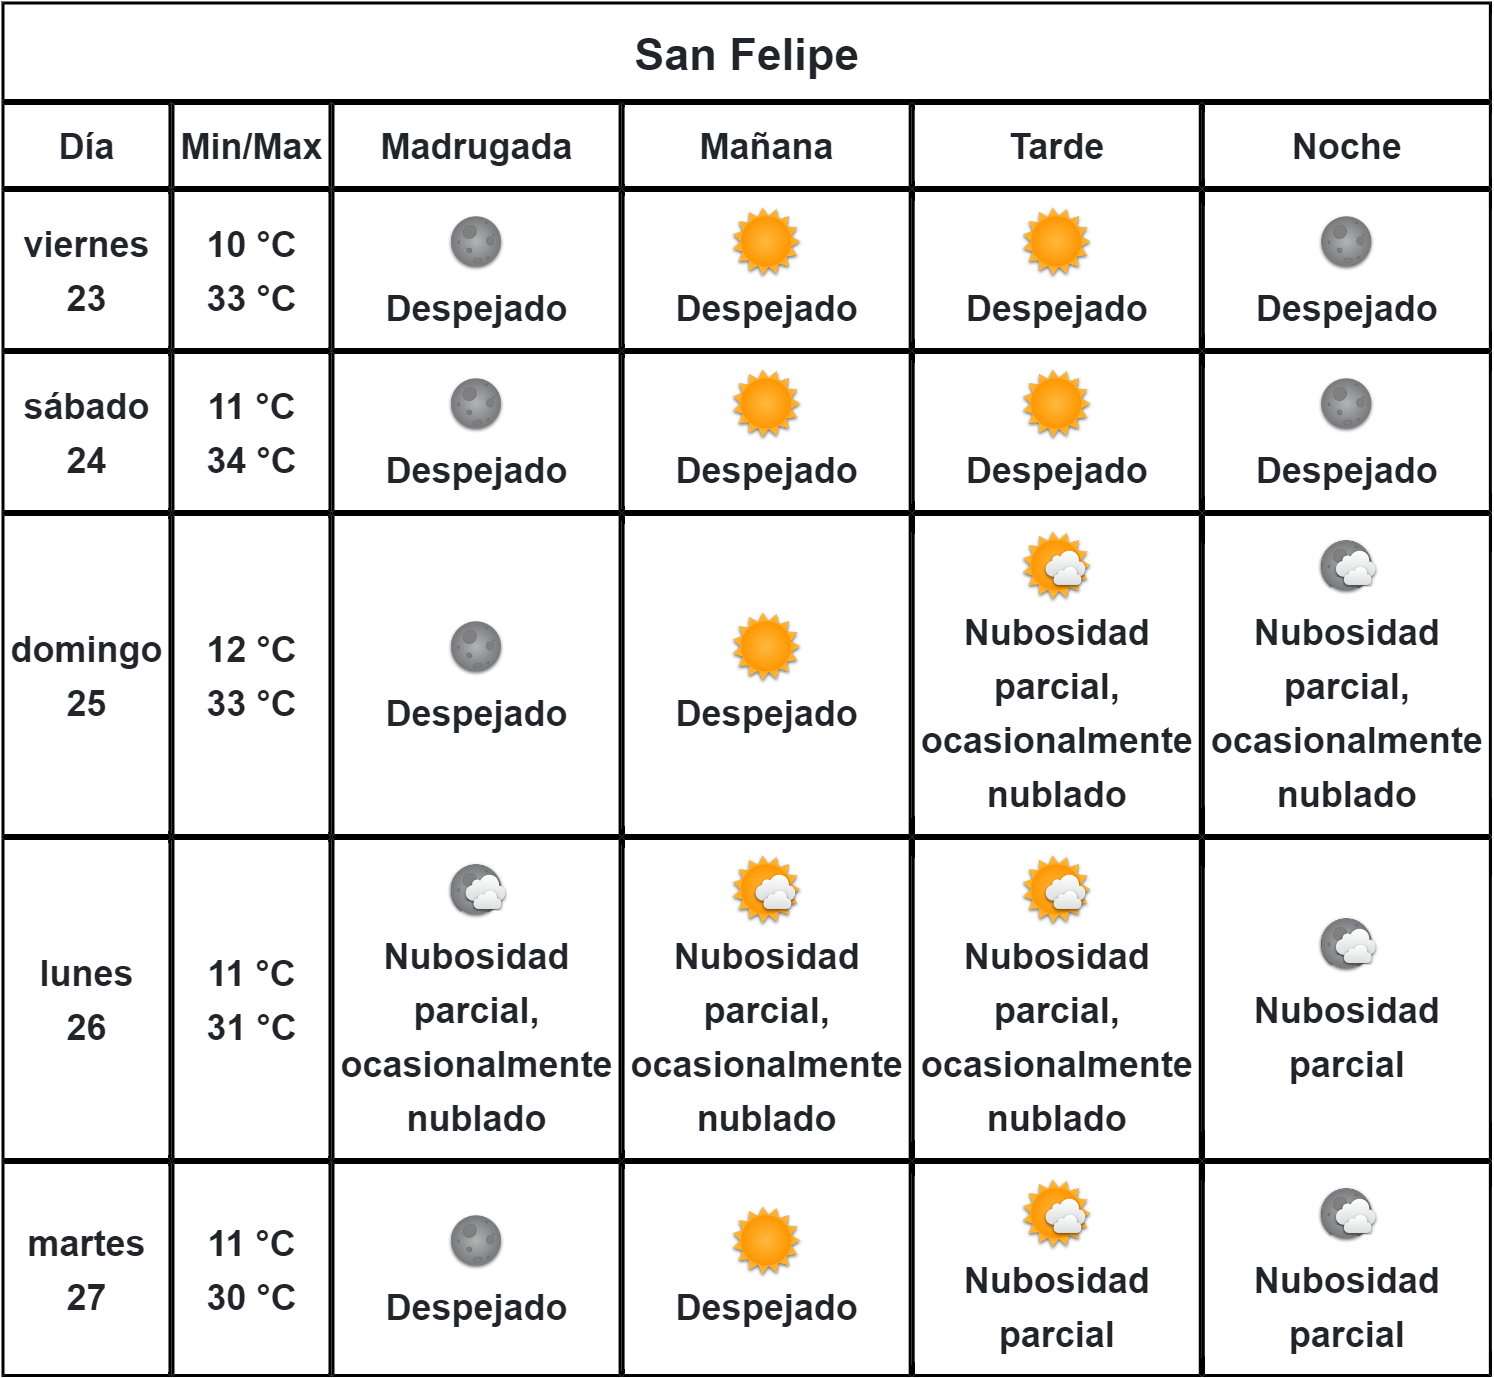 San Felipe
Día Min/Max Madrugada Mañana Tarde Noche
viernes
23
10 °C
33 °C
Despejado
Despejado
Despejado
Despejado
sábado
24
11 °C
34 °C
Despejado
Despejado
Despejado
Despejado
domingo
25
12 °C
33 °C
Despejado
Despejado
Nubosidad
parcial,
ocasionalmente
nublado
Nubosidad
parcial,
ocasionalmente
nublado
lunes
26
11 °C
31 °C
Nubosidad
parcial,
ocasionalmente
nublado
Nubosidad
parcial,
ocasionalmente
nublado
Nubosidad
parcial,
ocasionalmente
nublado
Nubosidad
parcial
martes
27
11 °C
30 °C
Despejado
Despejado
Nubosidad
parcial
Nubosidad
parcial